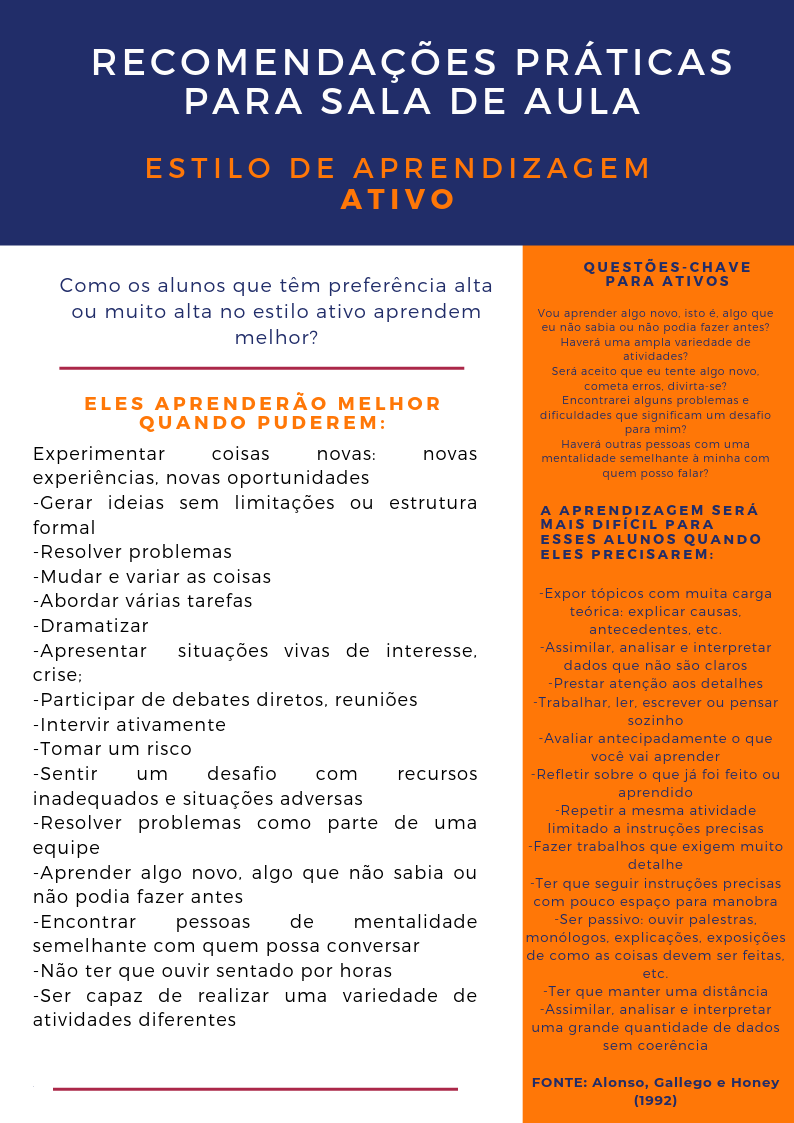 RECOMENDAÇÕES PRÁTICAS
PARA SALA DE AULA
ESTILO DE APRENDIZAGEM
ATIVO
Como os alunos que têm preferência alta
ou muito alta no estilo ativo aprendem
melhor?
ELES APRENDERÃO MELHOR
QUANDO PUDEREM:
Experimentar coisas novas: novas
experiências, novas oportunidades
-Gerar ideias sem limitações ou estrutura
formal
-Resolver problemas
-Mudar e variar as coisas
-Abordar várias tarefas
-Dramatizar
-Apresentar situações vivas de interesse,
crise;
-Participar de debates diretos, reuniões
-Intervir ativamente
-Tomar um risco
-Sentir um desafio com recursos
inadequados e situações adversas
-Resolver problemas como parte de uma
equipe
-Aprender algo novo, algo que não sabia ou
não podia fazer antes
-Encontrar pessoas de mentalidade
semelhante com quem possa conversar
-Não ter que ouvir sentado por horas
-Ser capaz de realizar uma variedade de
atividades diferentes
QUESTÕES-CHAVE
PARA ATIVOS
Vou aprender algo novo, isto é, algo que
eu não sabia ou não podia fazer antes?
Haverá uma ampla variedade de
atividades?
Será aceito que eu tente algo novo,
cometa erros, divirta-se?
Encontrarei alguns problemas e
dificuldades que significam um desafio
para mim?
Haverá outras pessoas com uma
mentalidade semelhante à minha com
quem posso falar?
A APRENDIZAGEM SERÁ
MAIS DIFÍCIL PARA
ESSES ALUNOS QUANDO
ELES PRECISAREM:
-Expor tópicos com muita carga
teórica: explicar causas,
antecedentes, etc.
-Assimilar, analisar e interpretar
dados que não são claros
-Prestar atenção aos detalhes
-Trabalhar, ler, escrever ou pensar
sozinho
-Avaliar antecipadamente o que
você vai aprender
-Refletir sobre o que já foi feito ou
aprendido
-Repetir a mesma atividade
limitado a instruções precisas
-Fazer trabalhos que exigem muito
detalhe
-Ter que seguir instruções precisas
com pouco espaço para manobra
-Ser passivo: ouvir palestras,
monólogos, explicações, exposições
de como as coisas devem ser feitas,
etc.
-Ter que manter uma distância
-Assimilar, analisar e interpretar
uma grande quantidade de dados
sem coerência
FONTE: Alonso, Gallego e Honey
(1992)